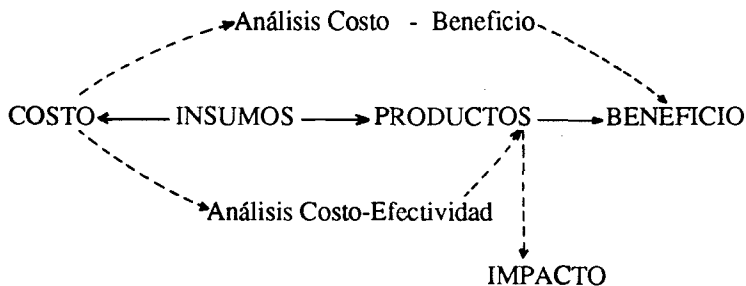 Análisis Costo - Beneficio
COSTO INSUMOS PRODUCTOS BENEFICIO
Análisis Costo-Efectividad
IMPACTO